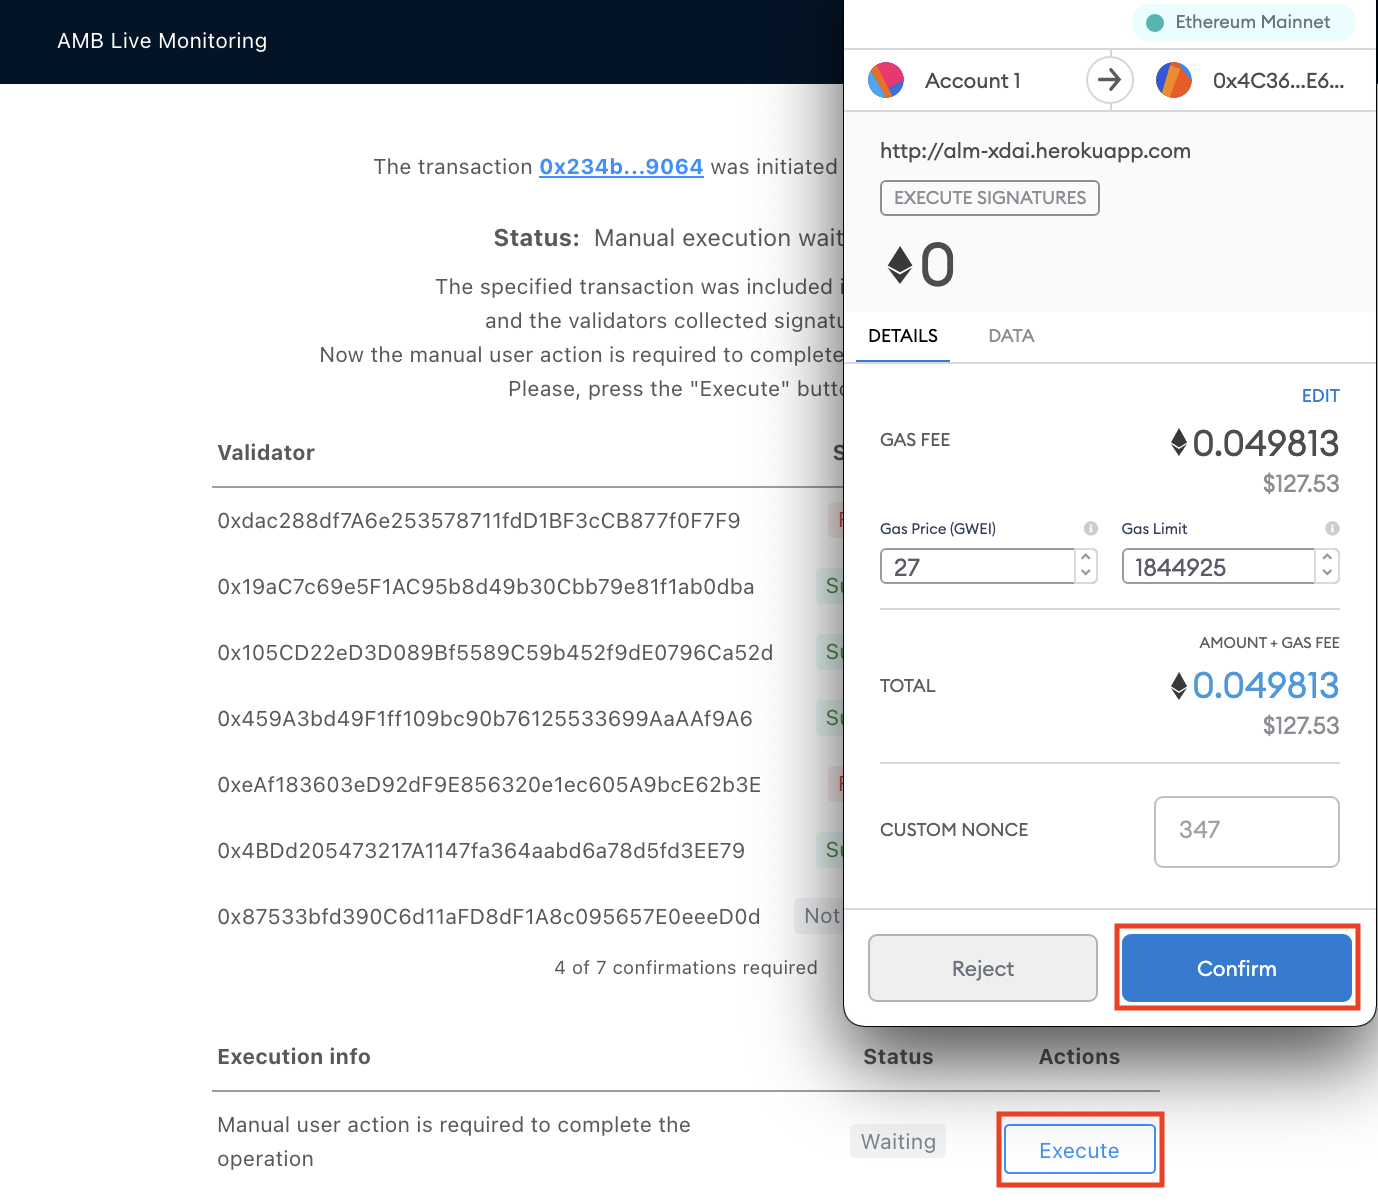 AMB Live Monitoring
The transaction 0x234b...9064 was initiated
Status: Manual execution wait
The specified transaction was included i
and the validators collected signatu
Now the manual user action is required to complete
Please, press the "Execute" butto
Validator S
0xdac288df7A6e253578711fdD1BF3cCB877f0F7F9
0x19aC7c69e5F1AC95b8d49b30Cbb79e81f1ab0dba Su
0x105CD22eD3D089Bf5589C59b452f9dE0796Ca52d Su
0x459A3bd49F1ff109bc90b76125533699AaAAf9A6 Su
0xeAf183603eD92dF9E856320e1ec605A9bcE62b3E
0x4BDd205473217A1147fa364aabd6a78d5fd3EE79 Su
0x87533bfd390C6d11aFD8dF1A8c095657E0eeeD0d Not
4 of 7 confirmations required
Execution info Status Actions
Manual user action is required to complete the
operation
Waiting
Execute
Ethereum Mainnet
Account 1 0x4C36...E6...
http://alm-xdai.herokuapp.com
EXECUTE SIGNATURES
0
DETAILS DATA
EDIT
GAS FEE 0.049813
$127.53
Gas Price (GWEI) Gas Limit
27 1844925
AMOUNT + GAS FEE
TOTAL 0.049813
$127.53
CUSTOM NONCE 347
Reject Confirm